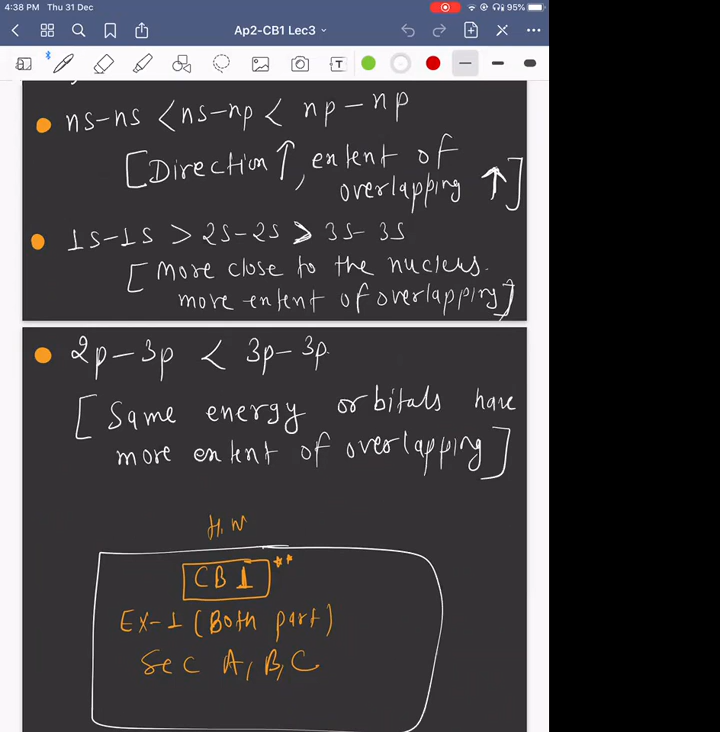 4:38 PM Thu 31 Dec
95%
Ap2-CB1 Lec3
T
ns-ns < ns-np < np-np
[Direction ↑, extent of
overlapping ↑]
1s-1s > 2s-2s > 3s-3s
[More close to the nucleus.
more extent of overlapping]
2p-3p < 3p-3p
[Same energy orbitals have
more extent of overlapping]
H.W
CB1 **
Ex-1 (Both part)
Sec A, B, C